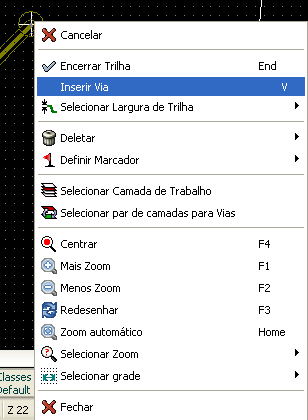 Cancelar
Encerrar Trilha End
Inserir Via V
Selecionar Largura de Trilha
Deletar
Definir Marcador
Selecionar Camada de Trabalho
Selecionar par de camadas para Vias
Centrar F4
Mais Zoom F1
Menos Zoom F2
Redesenhar F3
Zoom automático Home
Selecionar Zoom
Selecionar grade
Fechar
Classes
Default
Z 22